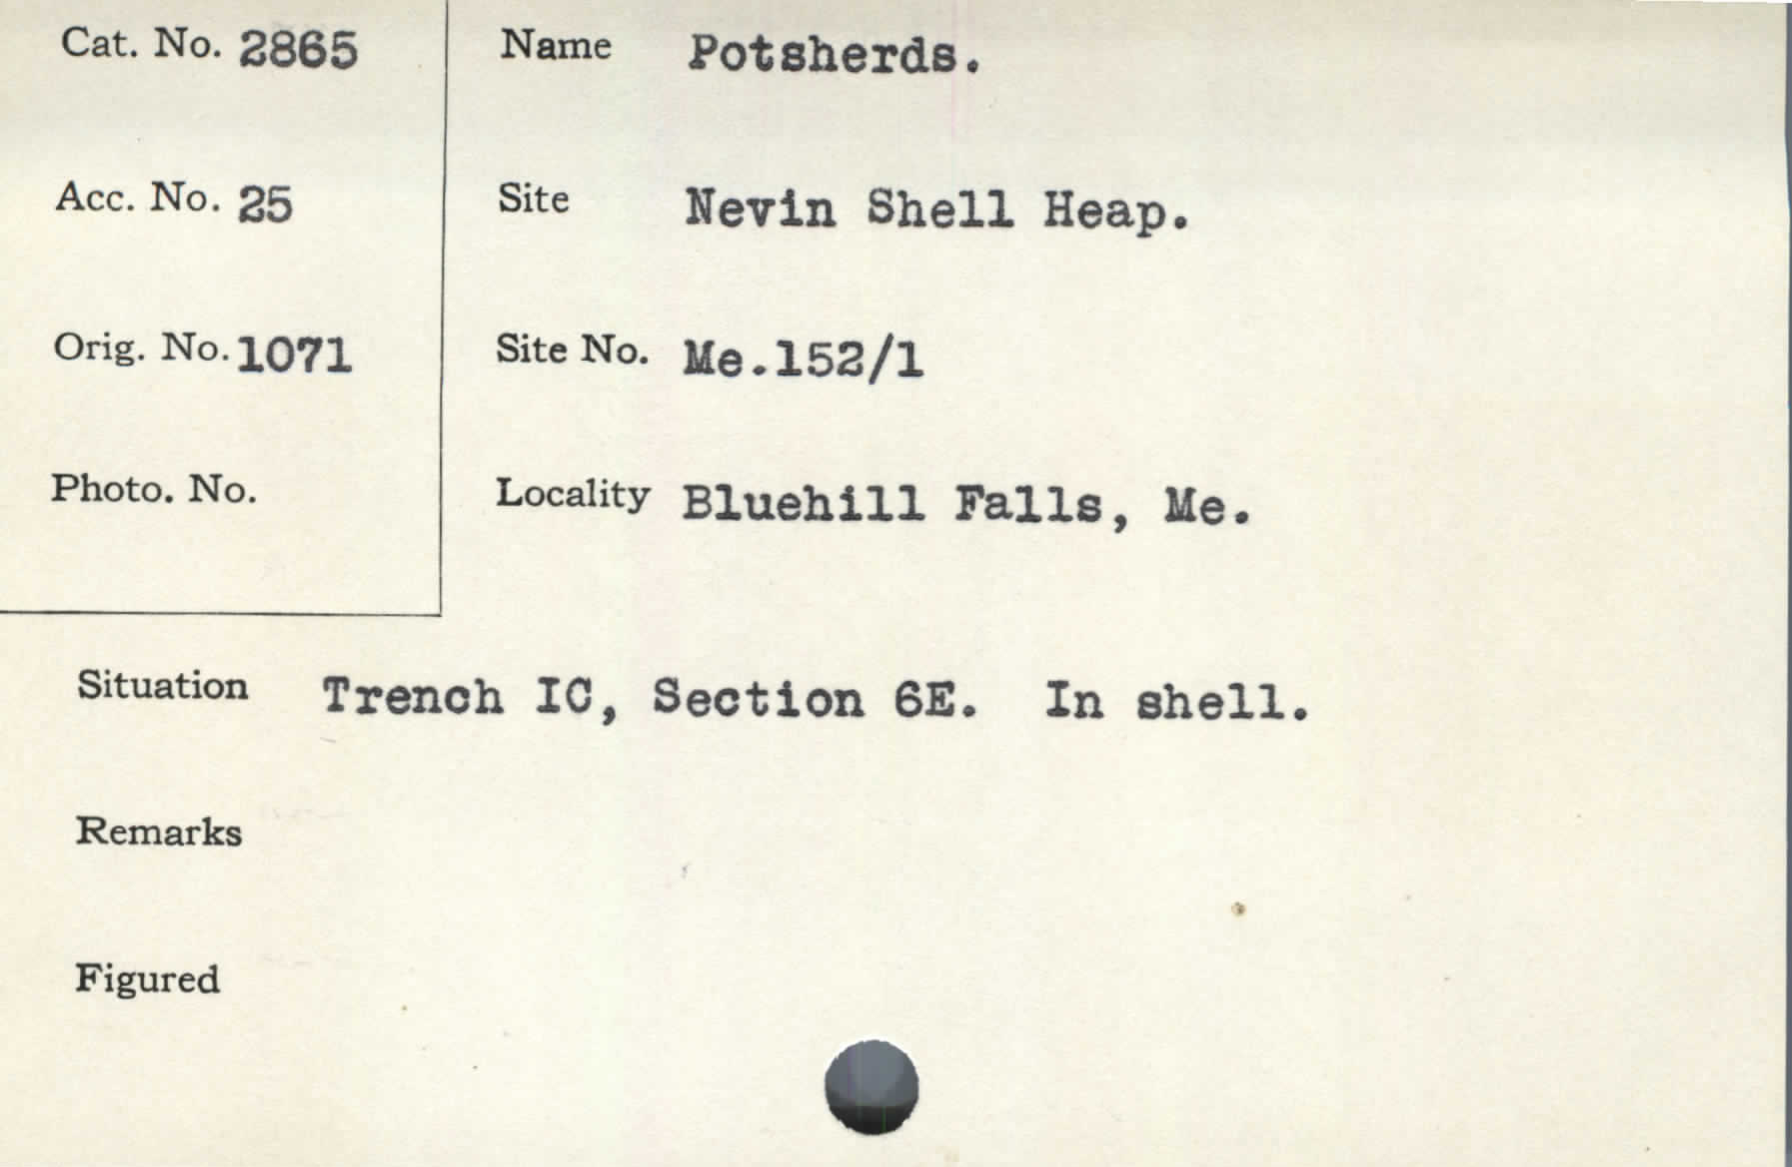 Cat. No. 2865
Acc. No. 25
Orig. No. 1071
Photo. No.
Name Potsherds.
Site Nevin Shell Heap.
Site No. Me.152/1
Locality Bluehill Falls, Me.
Situation Trench IC, Section 6E. In shell.
Remarks
Figured